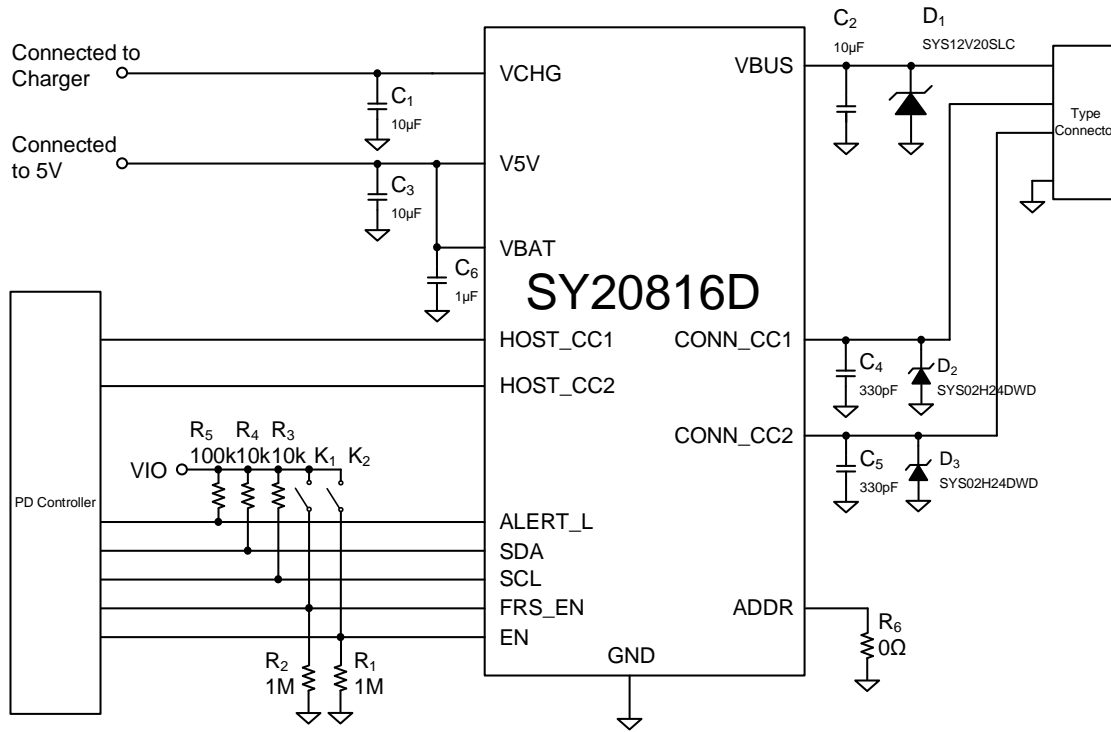 Connected to
Charger
VCHG
C1
10µF
Connected
to 5V
V5V
C3
10µF
VBAT
C6
1µF
SY20816D
VBUS
C2
10µF
D1
SYS12V20SLC
Type
Connecto
HOST_CC1
HOST_CC2
CONN_CC1
C4
330pF
D2
SYS02H24DWD
CONN_CC2
C5
330pF
D3
SYS02H24DWD
R5 R4 R3
100k 10k 10k K1 K2
VIO
PD Controller
ALERT_L
SDA
SCL
FRS_EN
EN
R2
1M
R1
1M
GND
ADDR
R6
0Ω